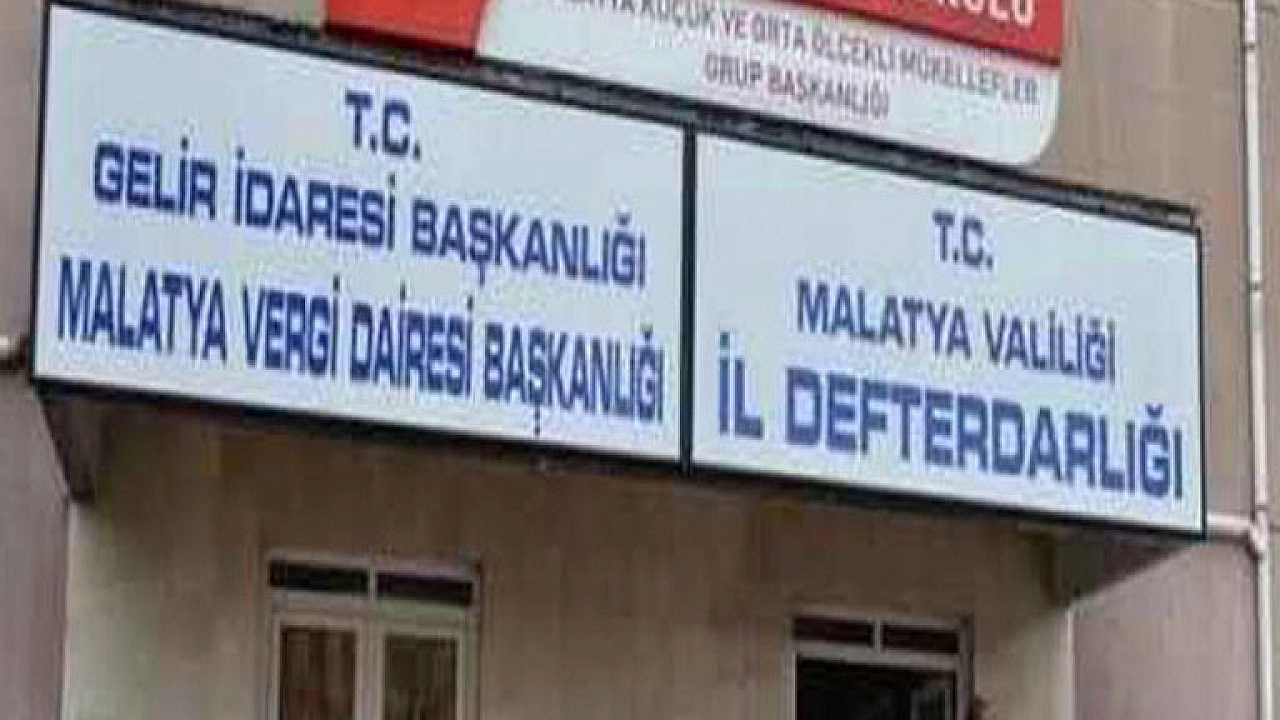 KÜÇÜK VE ORTA ÖLÇEKLİ MÜKELLEFLER
GRUP BAŞKANLIĞI
T.C.
GELİR İDARESİ BAŞKANLIĞI
MALATYA VERGİ DAİRESİ BAŞKANLIĞI
T.C.
MALATYA VALİLİĞİ
İL DEFTERDARLIĞI